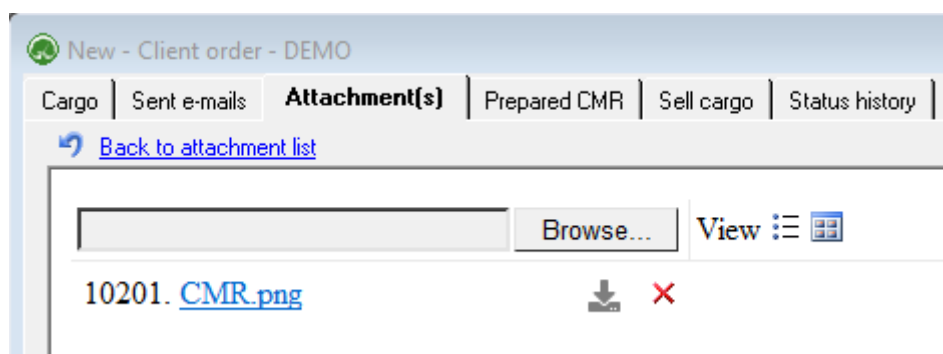 New - Client order - DEMO
Cargo Sent e-mails Attachment(s) Prepared CMR Sell cargo Status history
Back to attachment list
Browse... View
10201. CMR.png